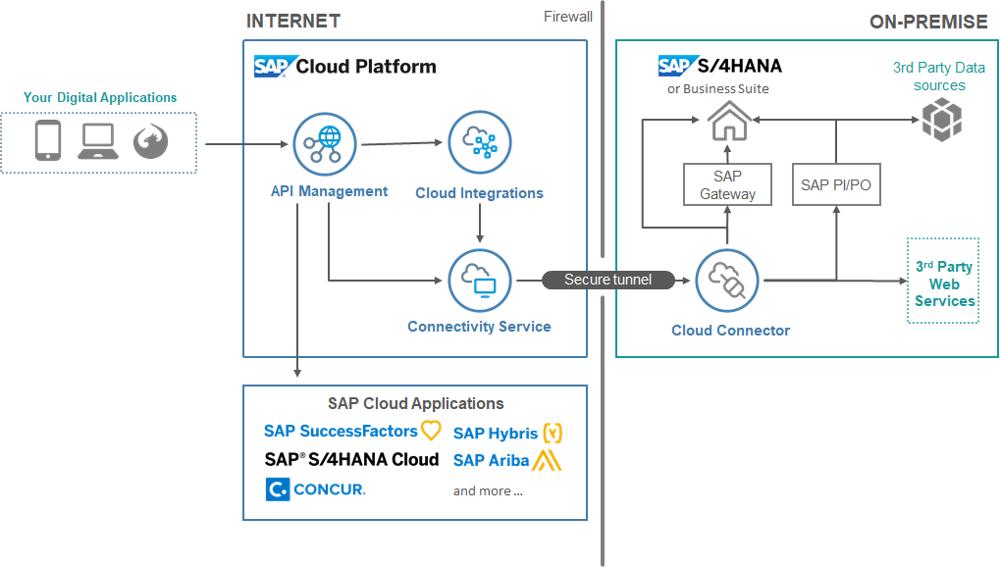 INTERNET
Firewall
ON-PREMISE
SAP Cloud Platform
SAP S/4HANA
or Business Suite
3rd Party Data
sources
Your Digital Applications
API Management
Cloud Integrations
SAP
Gateway
SAP PI/PO
3rd Party
Web
Services
Secure tunnel
Connectivity Service
Cloud Connector
SAP Cloud Applications
SAP SuccessFactors
SAP Hybris
SAP® S/4HANA Cloud
SAP Ariba
C. CONCUR.
and more ...